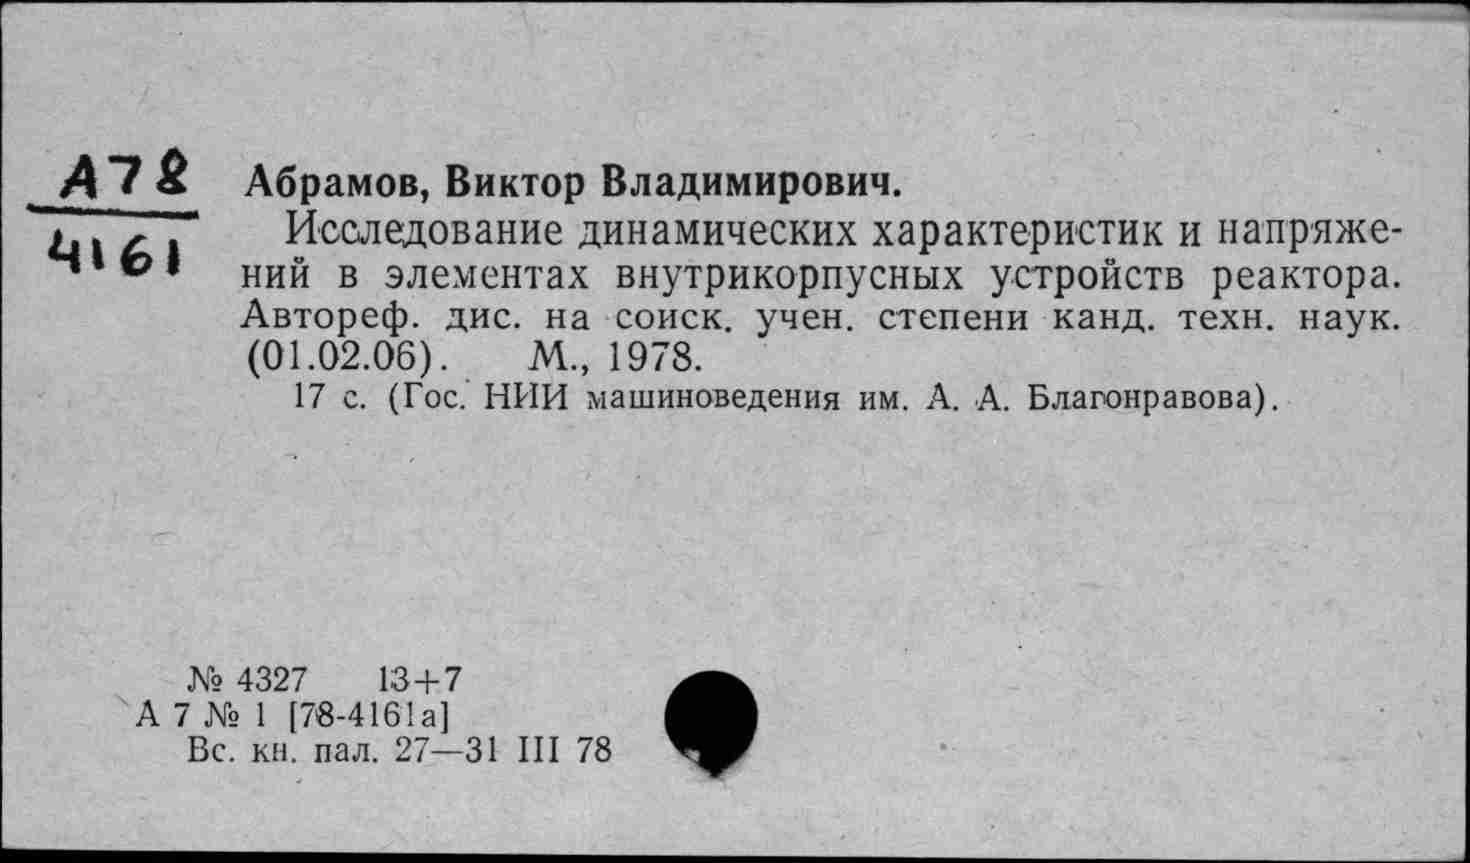 А78
4161
Абрамов, Виктор Владимирович.
Исследование динамических характеристик и напряже-
ний в элементах внутрикорпусных устройств реактора.
Автореф. дис. на соиск. учен. степени канд. техн. наук.
(01.02.06). М., 1978.
17 с. (Гос. НИИ машиноведения им. А. А. Благонравова).
№ 4327 13+7
А 7 № 1 [78-4161а]
Вс. кн. пал. 27—31 III 78